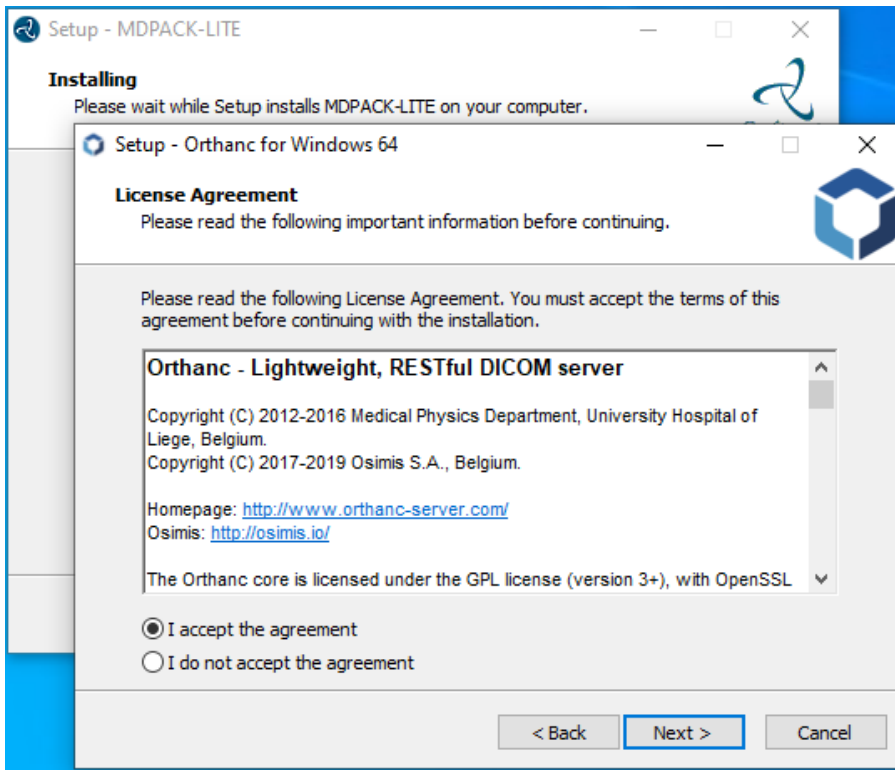 Setup - MDPACK-LITE
Installing
Please wait while Setup installs MDPACK-LITE on your computer.
Setup - Orthanc for Windows 64
License Agreement
Please read the following important information before continuing.
Please read the following License Agreement. You must accept the terms of this
agreement before continuing with the installation.
Orthanc - Lightweight, RESTful DICOM server
Copyright (C) 2012-2016 Medical Physics Department, University Hospital of
Liege, Belgium.
Copyright (C) 2017-2019 Osimis S.A., Belgium.
Homepage: http://www.orthanc-server.com/
Osimis: http://osimis.io/
The Orthanc core is licensed under the GPL license (version 3+), with OpenSSL
I accept the agreement
I do not accept the agreement
< Back
Next >
Cancel